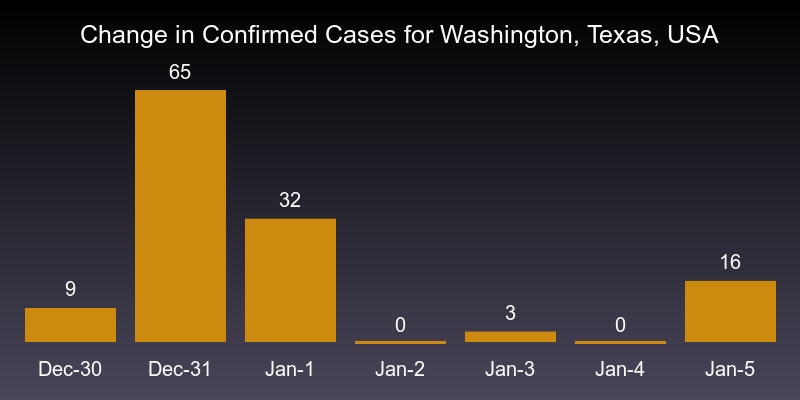 Change in Confirmed Cases for Washington, Texas, USA
9
65
32
0
3
0
16
Dec-30
Dec-31
Jan-1
Jan-2
Jan-3
Jan-4
Jan-5